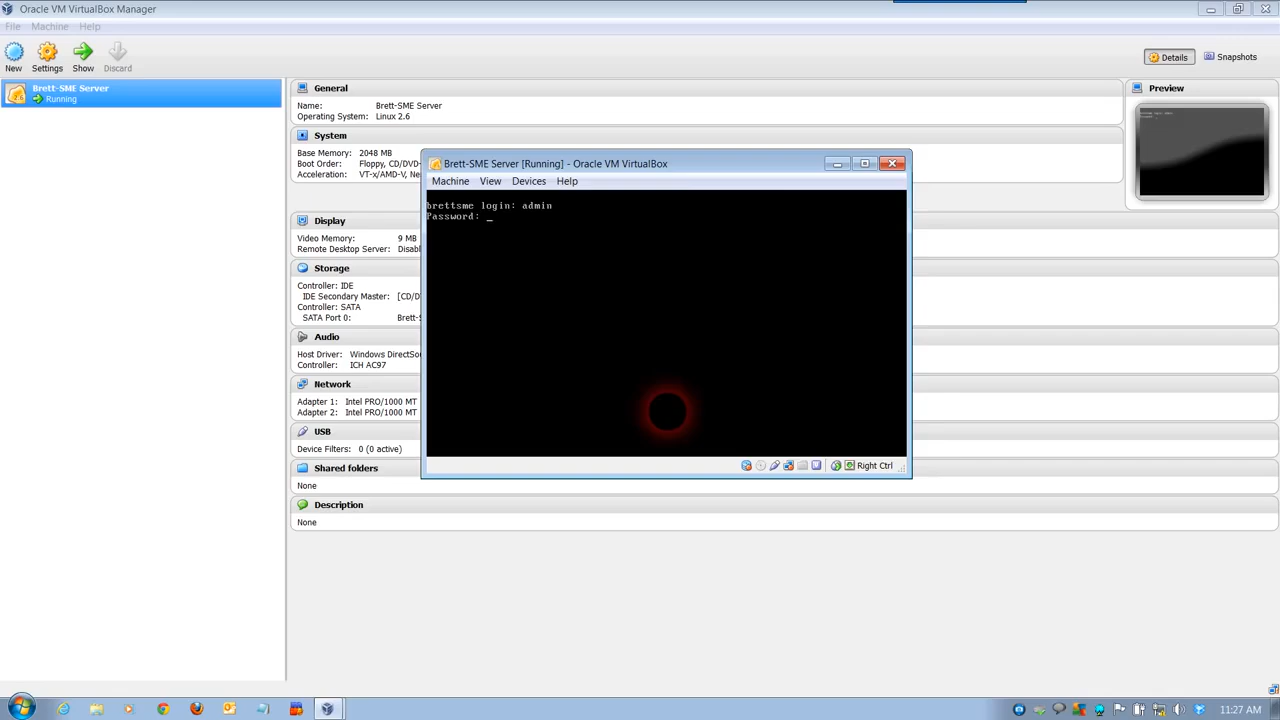 Oracle VM VirtualBox Manager
File Machine Help
New Settings Show Discard
Details Snapshots
Brett-SME Server
Running
General
Name: Brett-SME Server
Operating System: Linux 2.6
System
Base Memory: 2048 MB
Boot Order: Floppy, CD/DVD-
Acceleration: VT-x/AMD-V, Ne
Display
Video Memory: 9 MB
Remote Desktop Server: Disab
Storage
Controller: IDE
IDE Secondary Master: [CD/D
Controller: SATA
SATA Port 0: Brett-S
Audio
Host Driver: Windows DirectSou
Controller: ICH AC97
Network
Adapter 1: Intel PRO/1000 MT
Adapter 2: Intel PRO/1000 MT
USB
Device Filters: 0 (0 active)
Shared folders
None
Description
None
Preview
Brett-SME Server [Running] - Oracle VM VirtualBox
Machine View Devices Help
brettsme login: admin
Password: _
Right Ctrl
11:27 AM